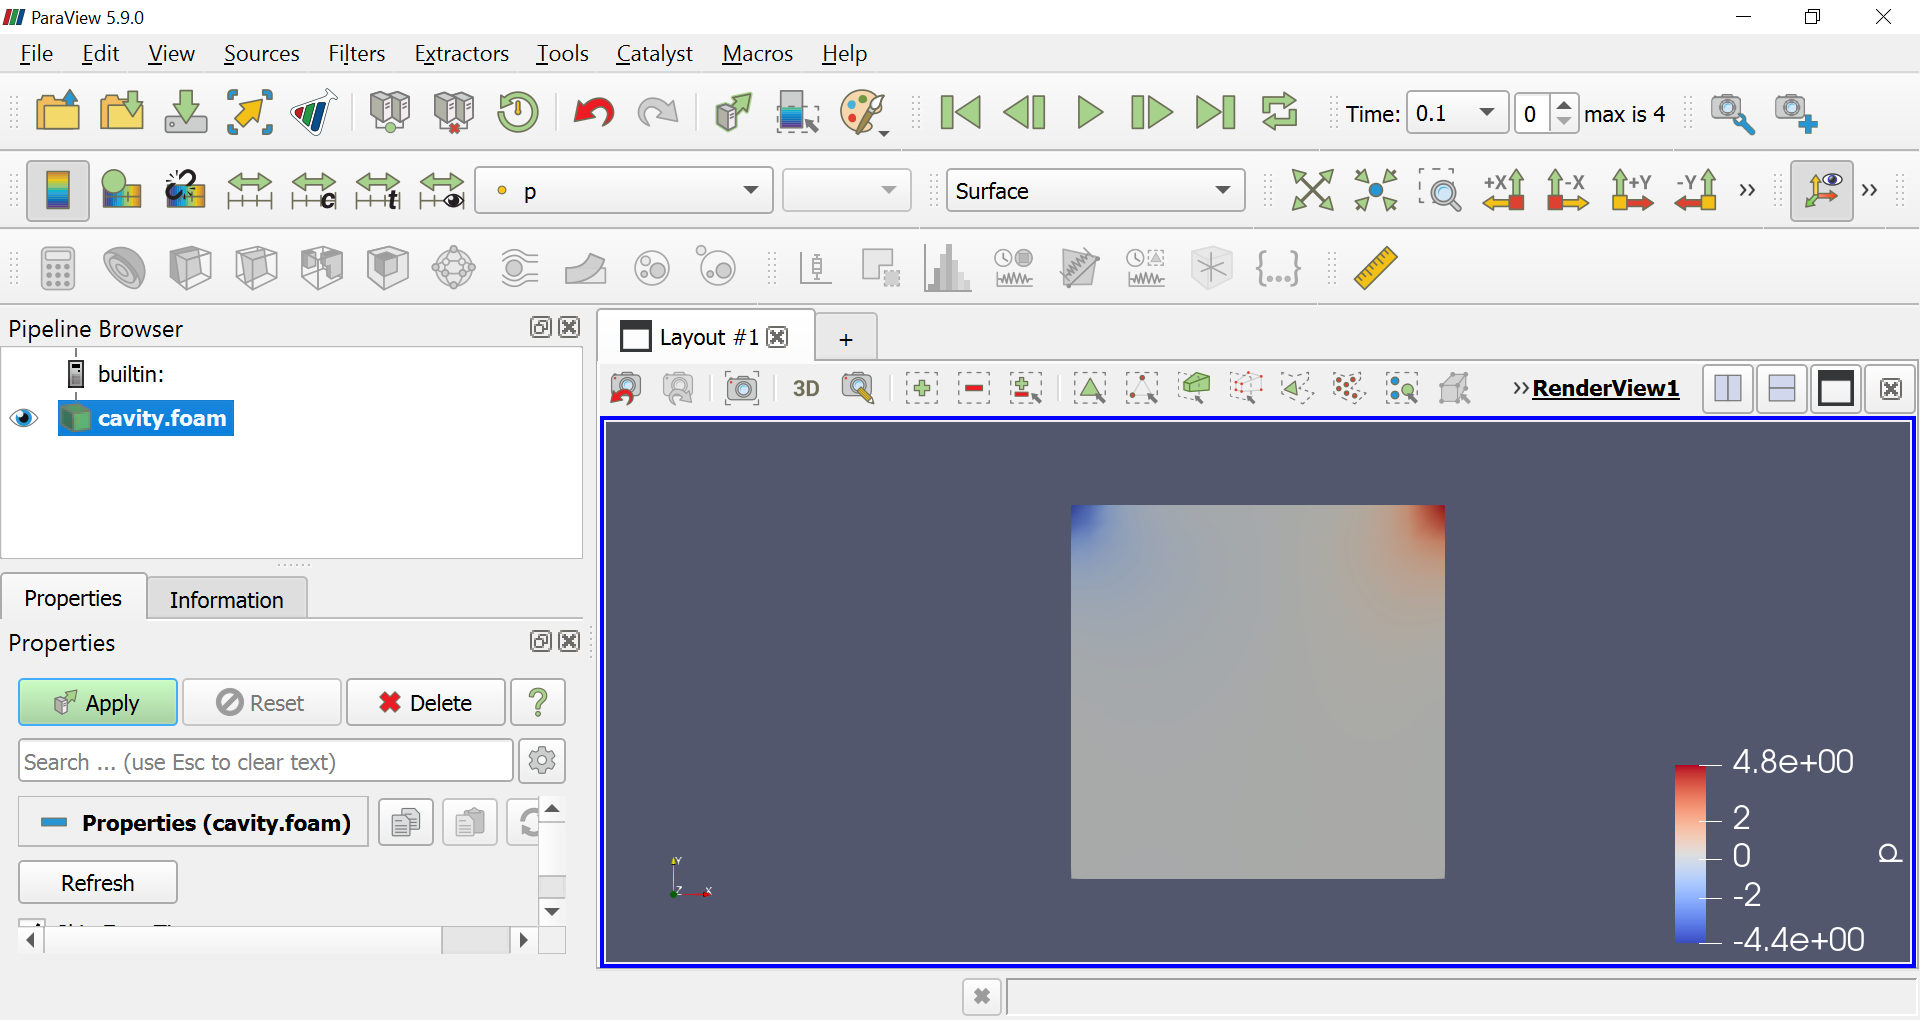 ParaView 5.9.0
File Edit View Sources Filters Extractors Tools Catalyst Macros Help
Time: 0.1 0 max is 4
p Surface +X -X +Y -Y
Pipeline Browser
builtin:
cavity.foam
Layout #1 +
3D RenderView1
Properties Information
Properties
Apply Reset Delete ?
Search ... (use Esc to clear text)
Properties (cavity.foam)
Refresh
Y
Z X
4.8e+00
2
0
-2
-4.4e+00
p